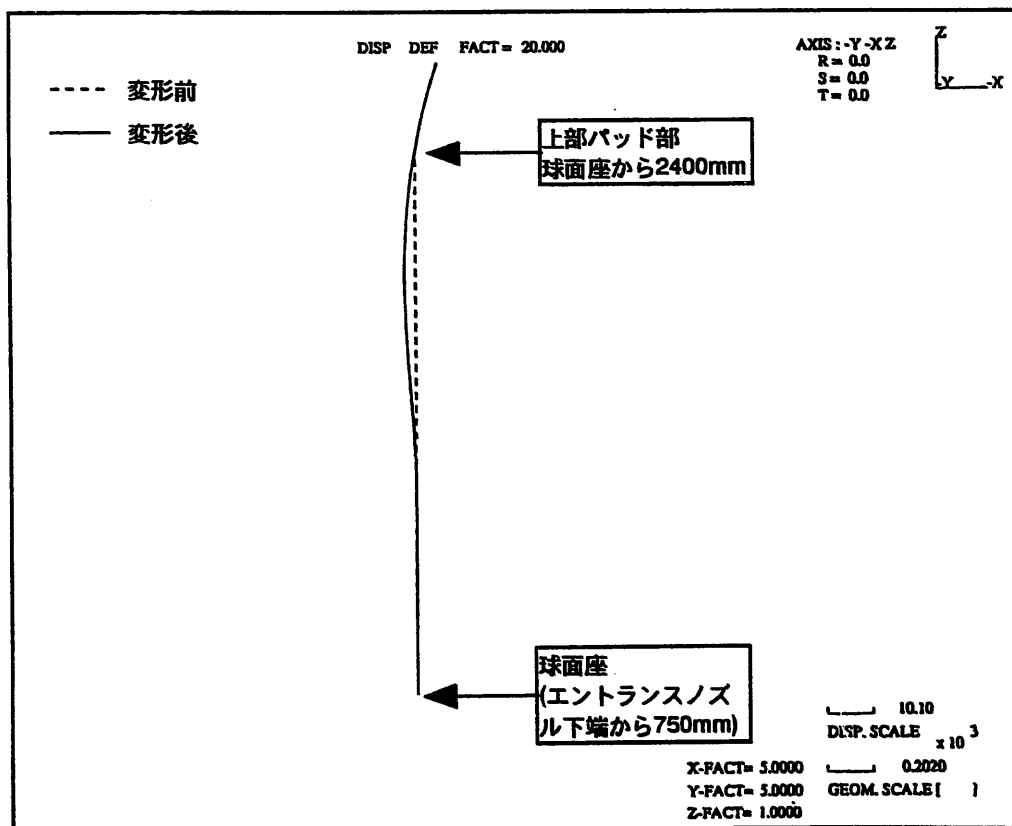 DISP DEF FACT= 20.000
AXIS : -Y -X Z
R= 0.0
S= 0.0
T= 0.0
Z
-Y
-X
変形前
変形後
上部パッド部
球面座から2400mm
球面座
(エントランスノズ
ル下端から750mm)
10.10
DISP. SCALE
x 10 3
X-FACT= 5.0000
0.2020
Y-FACT= 5.0000
GEOM. SCALE [ ]
Z-FACT= 1.0000